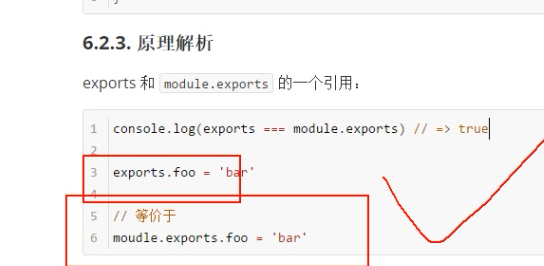 6.2.3. 原理解析
exports 和 module.exports 的一个引用：
1 console.log(exports === module.exports) // => true
2
3 exports.foo = 'bar'
4
5 // 等价于
6 moudle.exports.foo = 'bar'